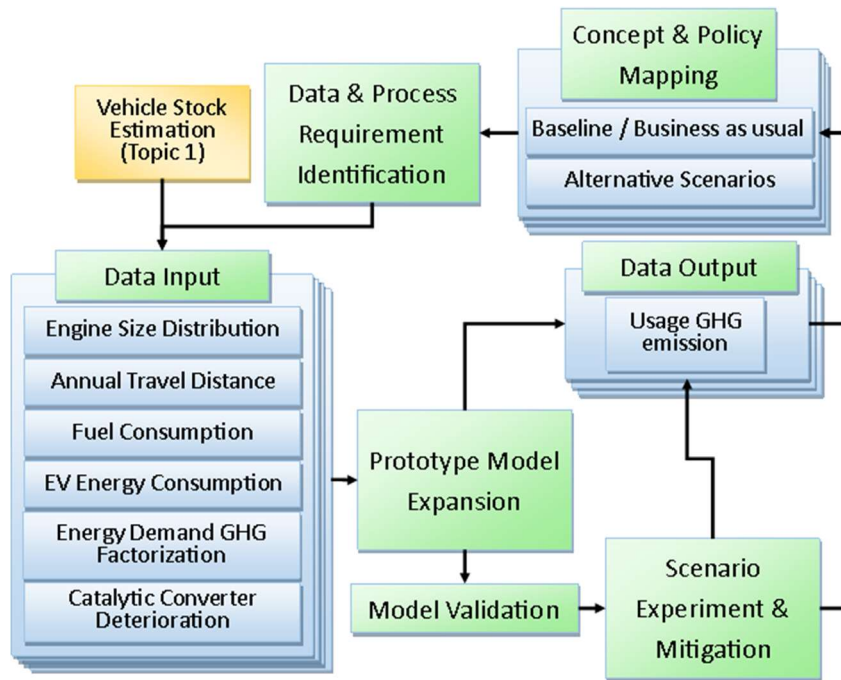 Concept & Policy
Mapping
Baseline / Business as usual
Alternative Scenarios
Data & Process
Requirement
Identification
Vehicle Stock
Estimation
(Topic 1)
Data Input
Engine Size Distribution
Annual Travel Distance
Fuel Consumption
EV Energy Consumption
Energy Demand GHG
Factorization
Catalytic Converter
Deterioration
Data Output
Usage GHG
emission
Prototype Model
Expansion
Model Validation
Scenario
Experiment &
Mitigation